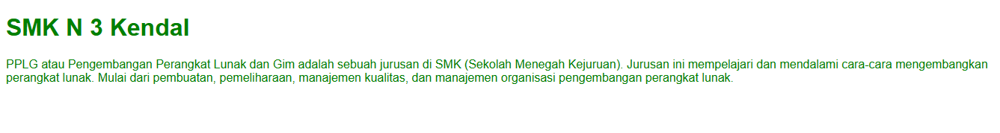 SMK N 3 Kendal
PPLG atau Pengembangan Perangkat Lunak dan Gim adalah sebuah jurusan di SMK (Sekolah Menegah Kejuruan). Jurusan ini mempelajari dan mendalami cara-cara mengembangkan
perangkat lunak. Mulai dari pembuatan, pemeliharaan, manajemen kualitas, dan manajemen organisasi pengembangan perangkat lunak.